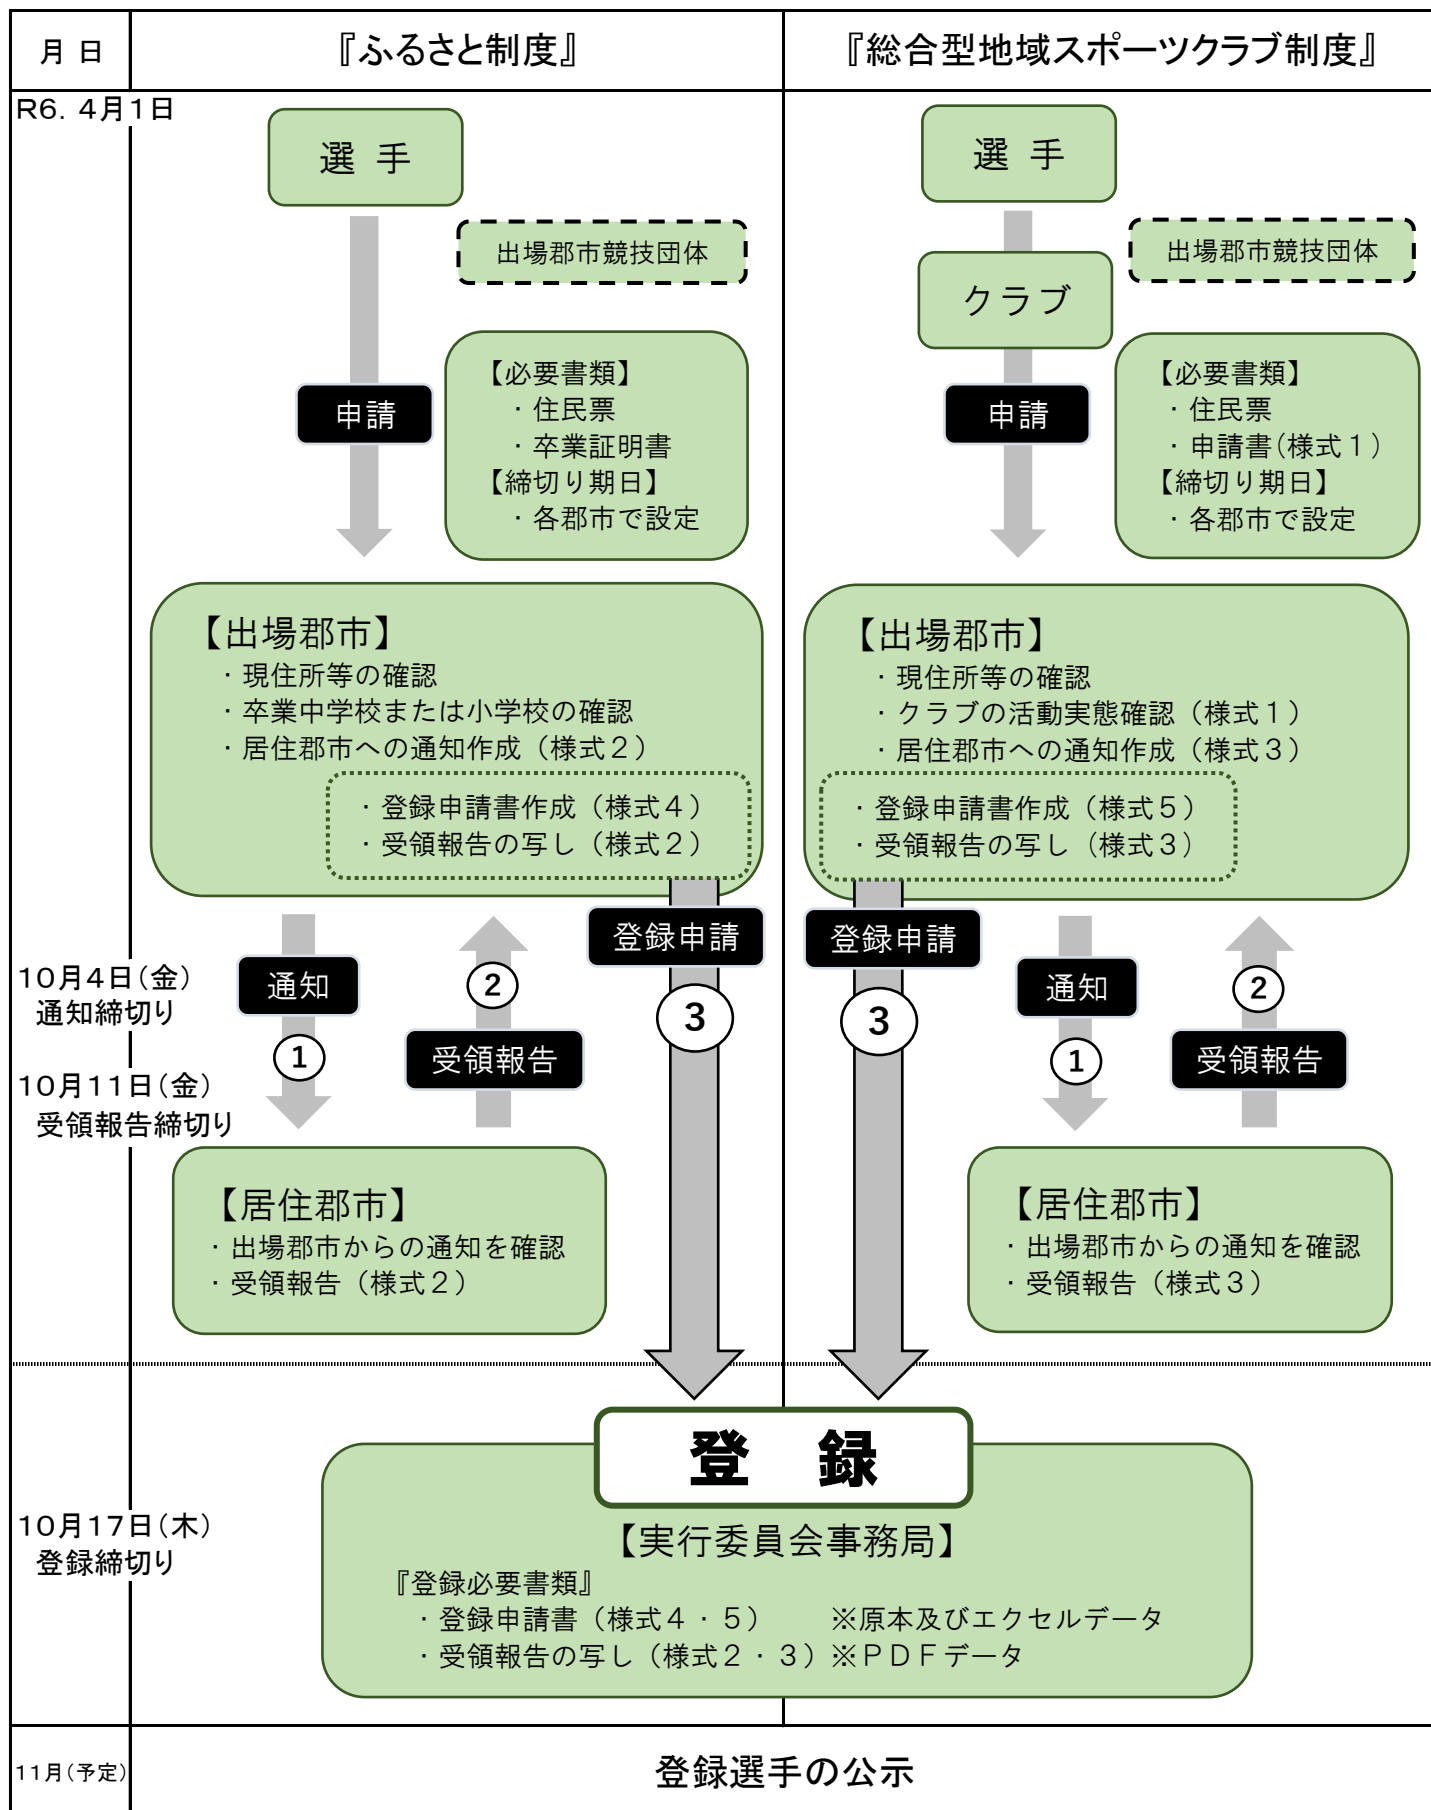 月 日
『ふるさと制度』
『総合型地域スポーツクラブ制度』
R6. 4月1日
選 手
出場郡市競技団体
申請
【必要書類】
・住民票
・卒業証明書
【締切り期日】
・各郡市で設定
【出場郡市】
・現住所等の確認
・卒業中学校または小学校の確認
・居住郡市への通知作成（様式２）
・登録申請書作成（様式４）
・受領報告の写し（様式２）
通知
①
②
受領報告
登録申請
③
【居住郡市】
・出場郡市からの通知を確認
・受領報告（様式２）
選 手
クラブ
出場郡市競技団体
申請
【必要書類】
・住民票
・申請書（様式１）
【締切り期日】
・各郡市で設定
【出場郡市】
・現住所等の確認
・クラブの活動実態確認（様式１）
・居住郡市への通知作成（様式３）
・登録申請書作成（様式５）
・受領報告の写し（様式３）
登録申請
③
通知
①
②
受領報告
【居住郡市】
・出場郡市からの通知を確認
・受領報告（様式３）
10月4日（金）
通知締切り
10月11日（金）
受領報告締切り
登 録
10月17日（木）
登録締切り
【実行委員会事務局】
『登録必要書類』
・登録申請書（様式４・５） ※原本及びエクセルデータ
・受領報告の写し（様式２・３）※ＰＤＦデータ
11月（予定）
登録選手の公示